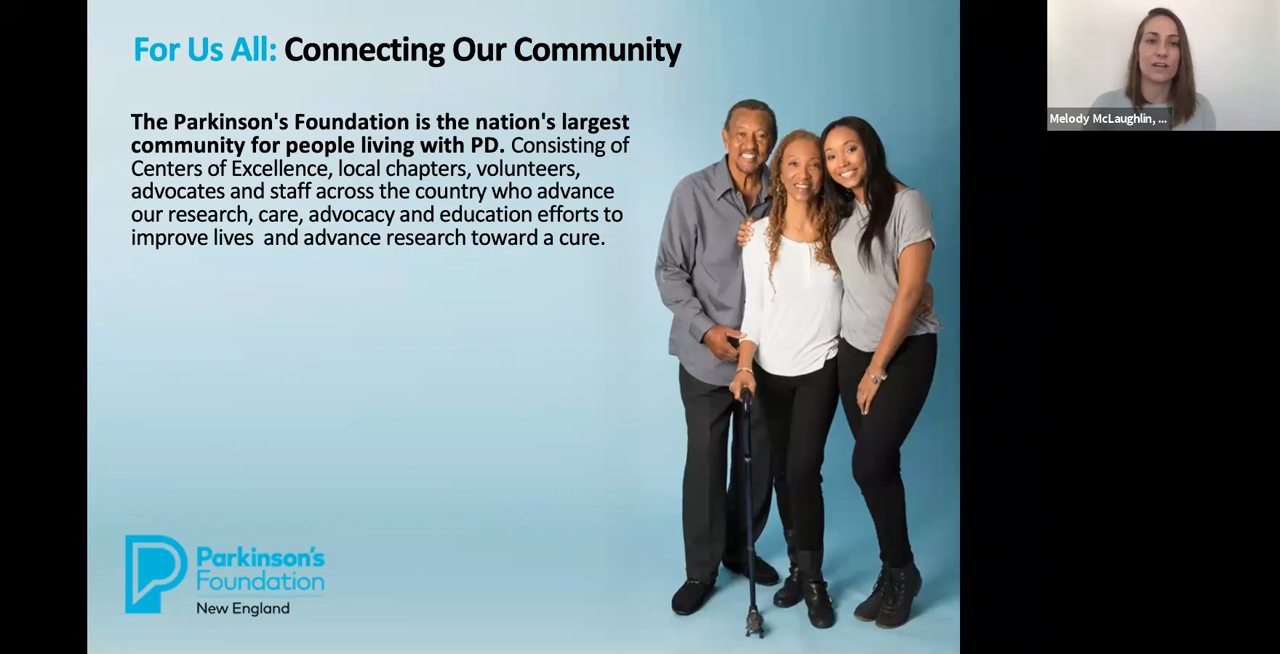 For Us All: Connecting Our Community
The Parkinson's Foundation is the nation's largest
community for people living with PD. Consisting of
Centers of Excellence, local chapters, volunteers,
advocates and staff across the country who advance
our research, care, advocacy and education efforts to
improve lives  and advance research toward a cure.
Parkinson's
Foundation
New England
Melody McLaughlin, ...